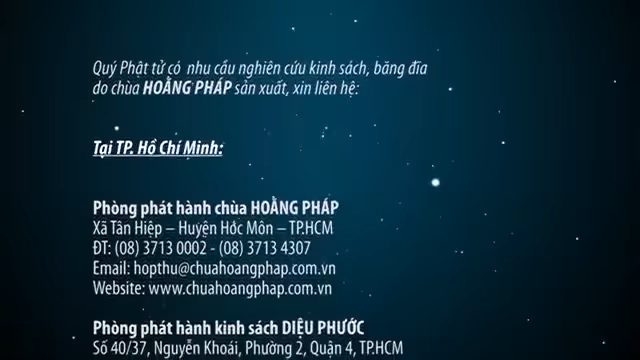 Quý Phật tử có nhu cầu nghiên cứu kinh sách, băng đĩa
do chùa HOẰNG PHÁP sản xuất, xin liên hệ:
Tại TP. Hồ Chí Minh:
Phòng phát hành chùa HOẰNG PHÁP
Xã Tân Hiệp – Huyện Hóc Môn – TP.HCM
ĐT: (08) 3713 0002 - (08) 3713 4307
Email: hopthu@chuahoangphap.com.vn
Website: www.chuahoangphap.com.vn
Phòng phát hành kinh sách DIỆU PHƯỚC
Số 40/37, Nguyễn Khoái, Phường 2, Quận 4, TP.HCM